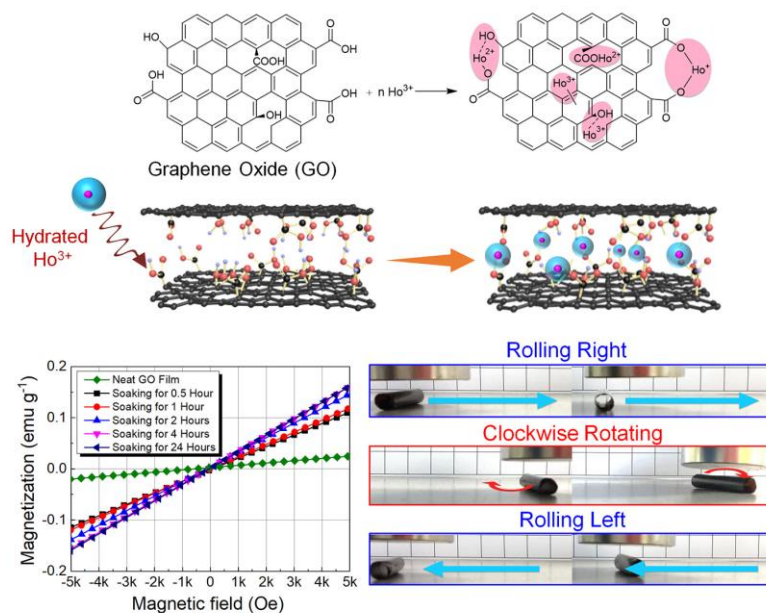 HO
COOH
OH
OH
OH
HO
OH
O
O
O
O
+ n Ho³⁺
HO
Ho²⁺
O
O
COOHo²⁺
Ho³⁺
OH
Ho³⁺
O
O
Ho⁺
O
O
Graphene Oxide (GO)
Hydrated
Ho³⁺
0.2
0.1
0.0
-0.1
-0.2
Magnetization (emu g⁻¹)
Neat GO Film
Soaking for 0.5 Hour
Soaking for 1 Hour
Soaking for 2 Hours
Soaking for 4 Hours
Soaking for 24 Hours
-5k -4k -3k -2k -1k 0 1k 2k 3k 4k 5k
Magnetic field (Oe)
Rolling Right
Clockwise Rotating
Rolling Left